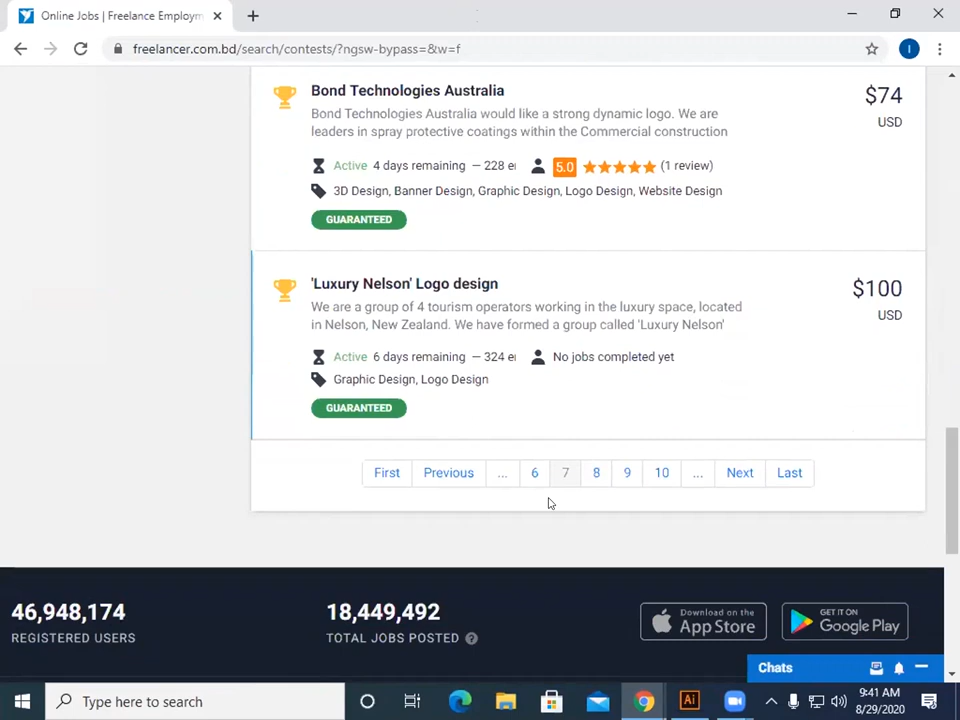 Online Jobs | Freelance Employm
freelancer.com.bd/search/contests/?ngsw-bypass=&w=f
I
Bond Technologies Australia
$74
Bond Technologies Australia would like a strong dynamic logo. We are
USD
leaders in spray protective coatings within the Commercial construction
Active 4 days remaining — 228 e 5.0 (1 review)
3D Design, Banner Design, Graphic Design, Logo Design, Website Design
GUARANTEED
'Luxury Nelson' Logo design
$100
We are a group of 4 tourism operators working in the luxury space, located
USD
in Nelson, New Zealand. We have formed a group called 'Luxury Nelson'
Active 6 days remaining — 324 e No jobs completed yet
Graphic Design, Logo Design
GUARANTEED
First Previous ... 6 7 8 9 10 ... Next Last
46,948,174 18,449,492
REGISTERED USERS TOTAL JOBS POSTED ?
Download on the App Store
GET IT ON Google Play
Chats
Type here to search
Ai
9:41 AM
8/29/2020